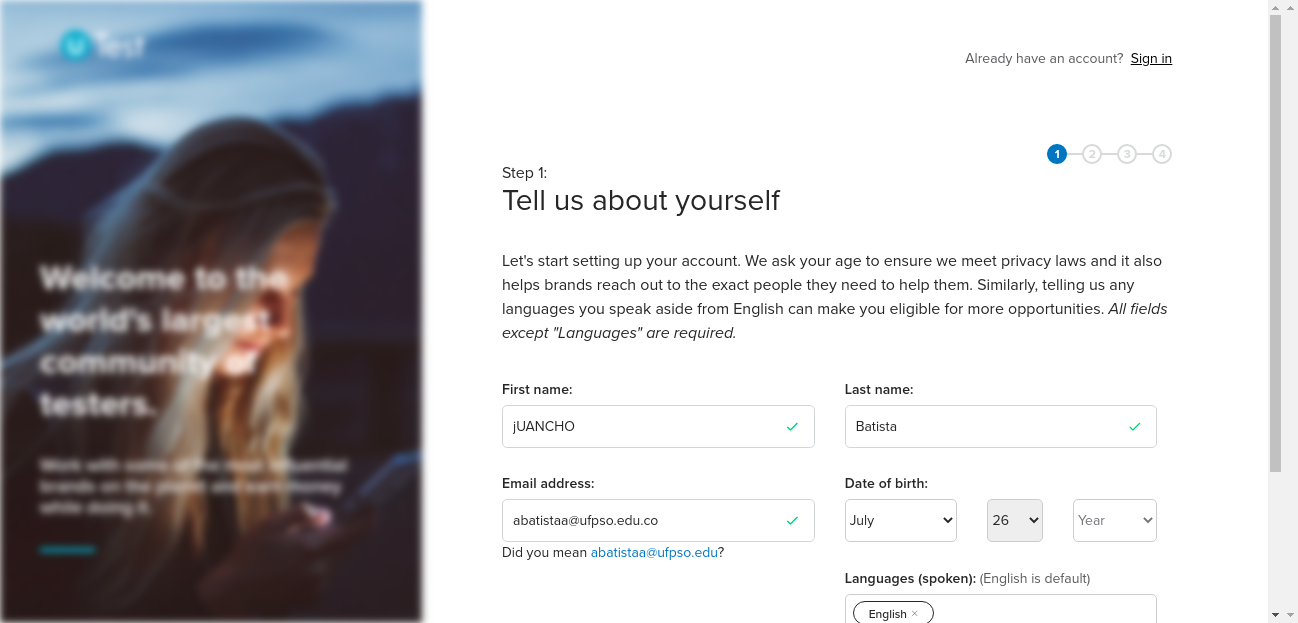 uTest
Already have an account? Sign in
1 2 3 4
Step 1:
Tell us about yourself
Let's start setting up your account. We ask your age to ensure we meet privacy laws and it also
helps brands reach out to the exact people they need to help them. Similarly, telling us any
languages you speak aside from English can make you eligible for more opportunities. All fields
except "Languages" are required.
Welcome to the
world's largest
community of
testers.
Work with some of the most influential
brands on the planet and earn money
while doing it.
First name:
Last name:
jUANCHO
Batista
Email address:
Date of birth:
abatistaa@ufpso.edu.co
July 26 Year
Did you mean abatistaa@ufpso.edu?
Languages (spoken): (English is default)
English ×